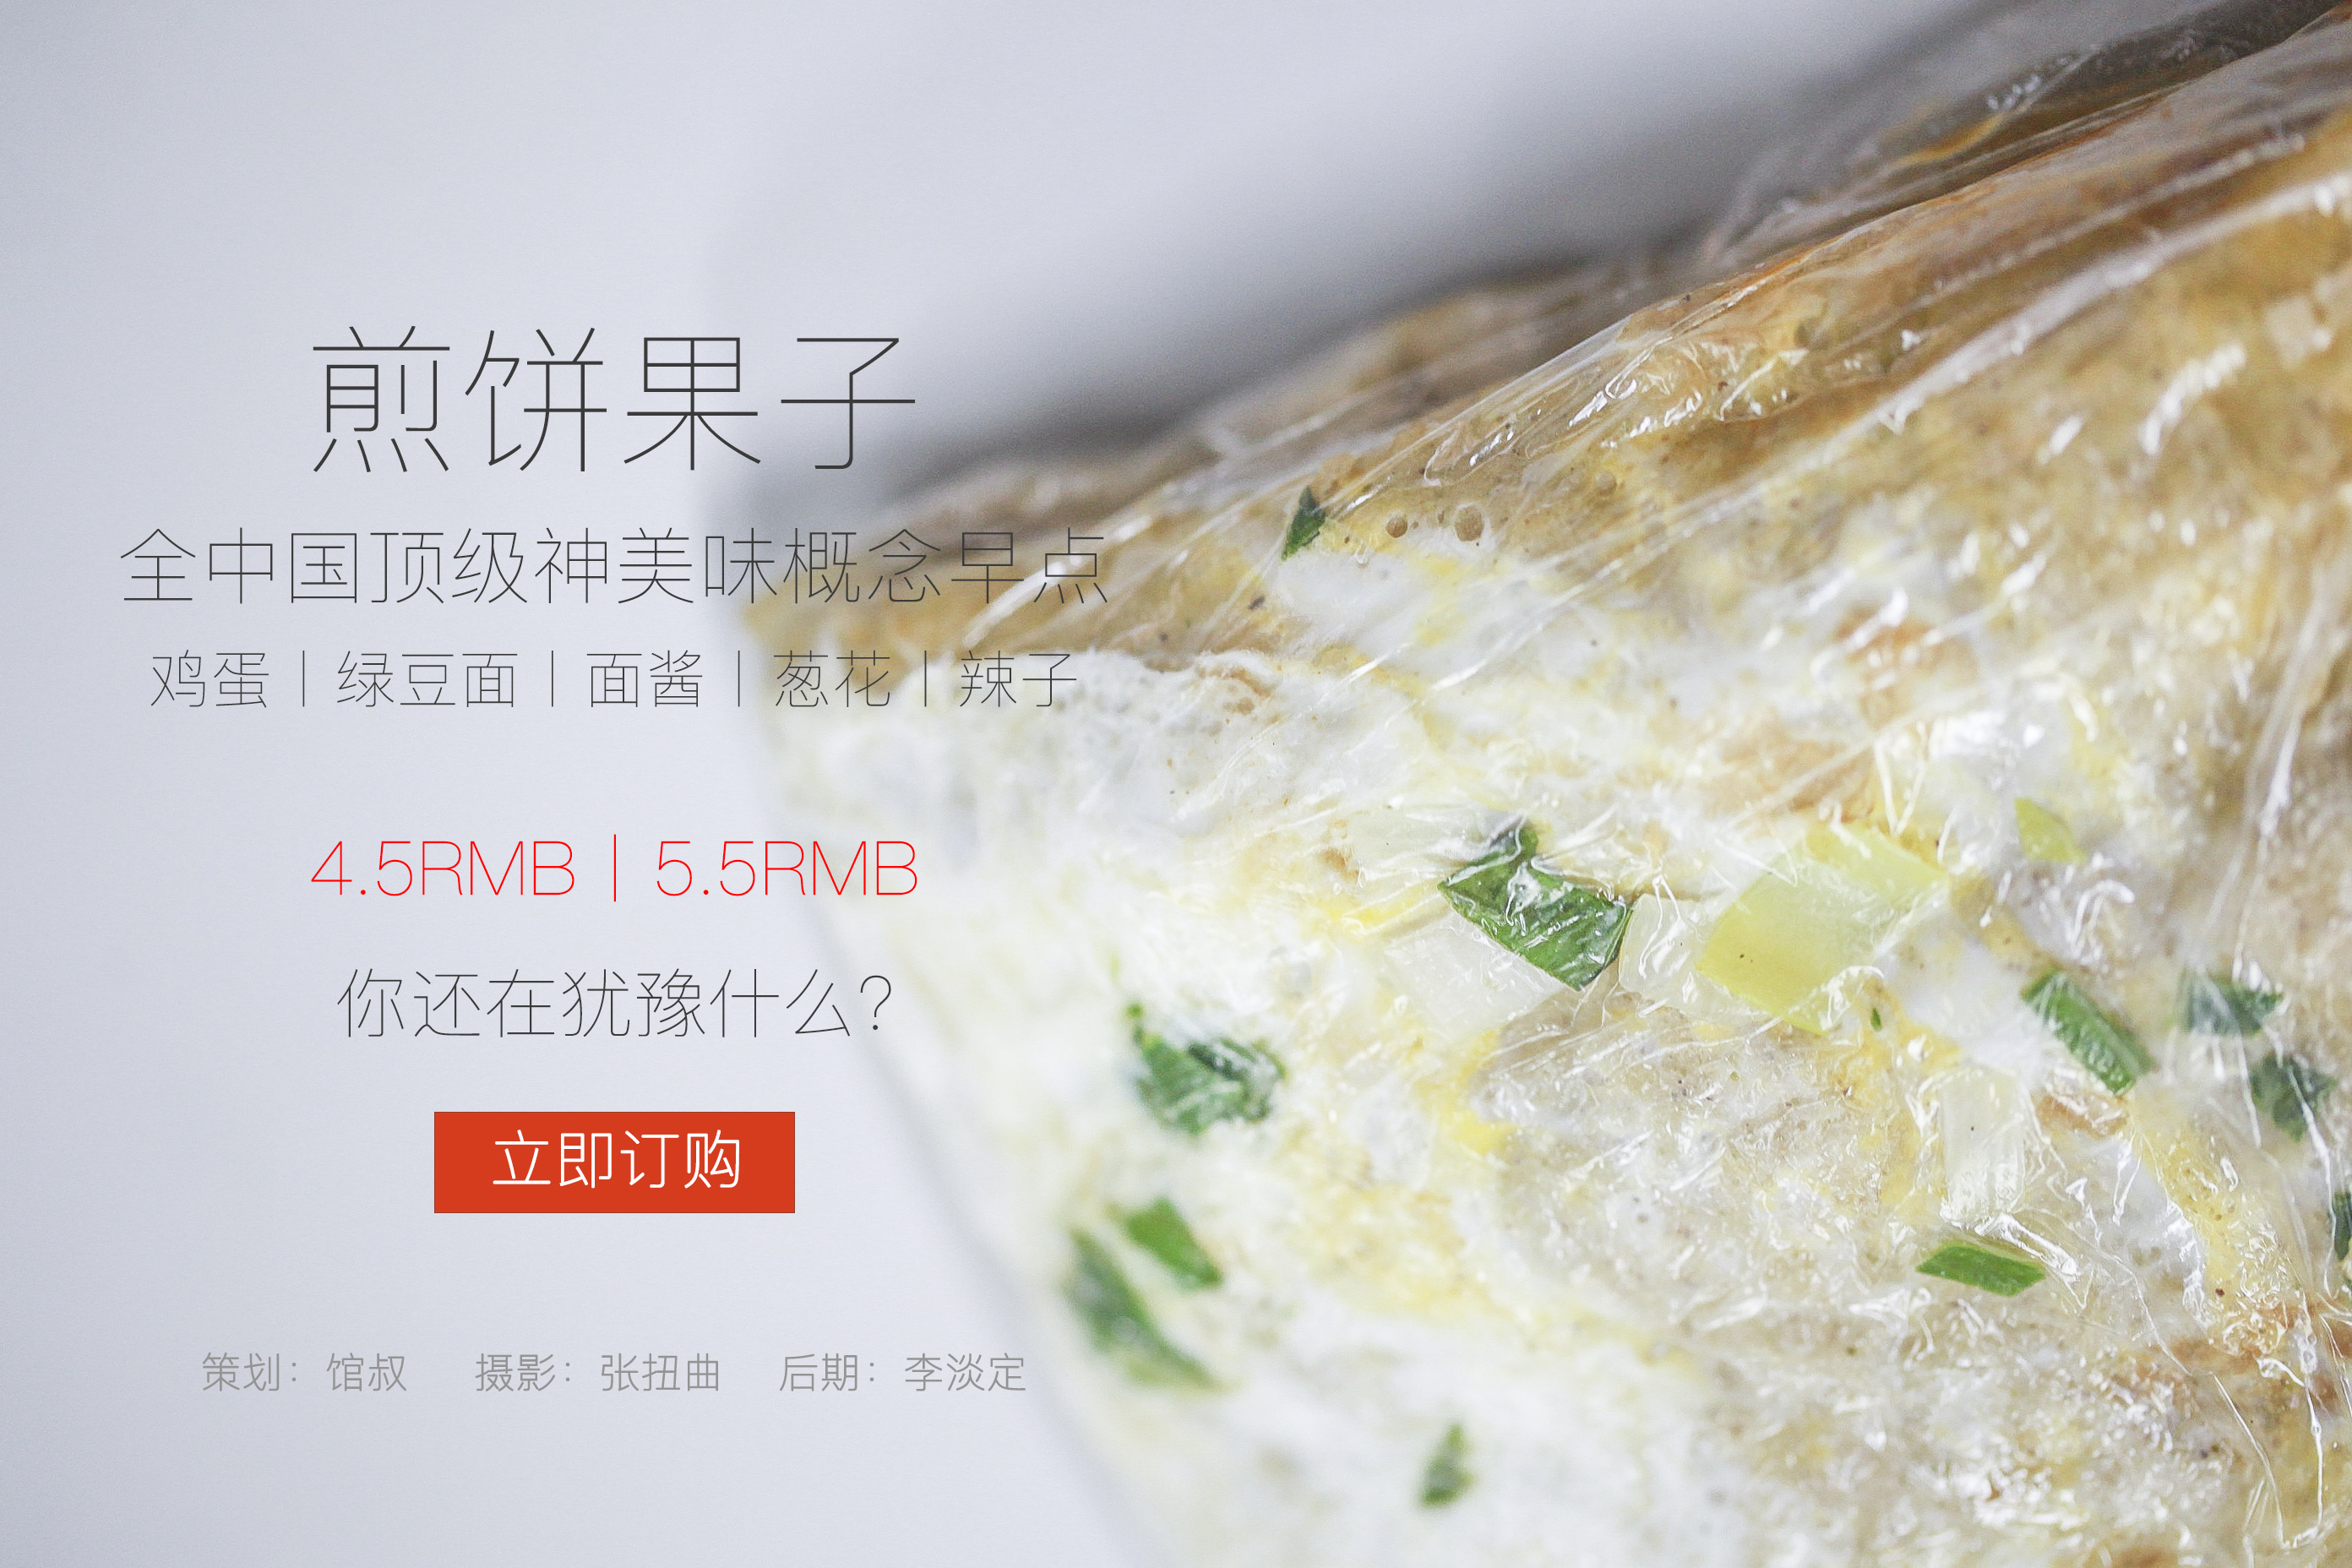 煎饼果子
全中国顶级神美味概念早点
鸡蛋｜绿豆面｜面酱｜葱花｜辣子
4.5RMB｜5.5RMB
你还在犹豫什么？
立即订购
策划：馆叔 摄影：张扭曲 后期：李淡定